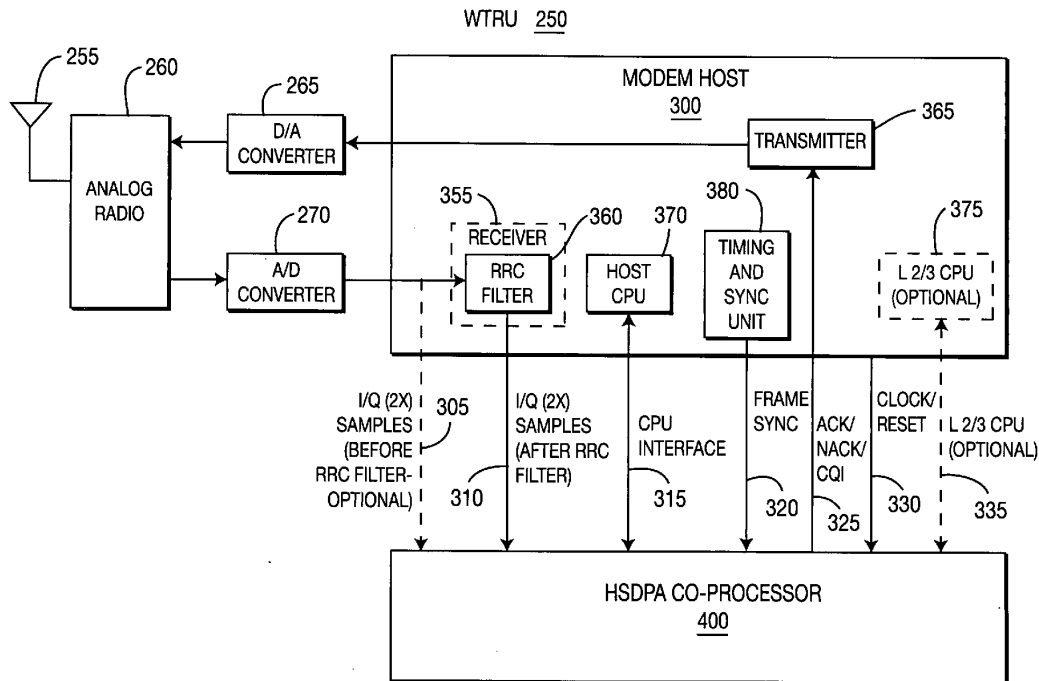 WTRU 250
255
260
265
D/A
CONVERTER
ANALOG
RADIO
270
A/D
CONVERTER
MODEM HOST
300
TRANSMITTER
365
355
RECEIVER
360
RRC
FILTER
370
HOST
CPU
380
TIMING
AND
SYNC
UNIT
375
L 2/3 CPU
(OPTIONAL)
I/Q (2X)
SAMPLES
(BEFORE
RRC FILTER-
OPTIONAL)
305
I/Q (2X)
SAMPLES
(AFTER RRC
FILTER)
310
CPU
INTERFACE
315
FRAME
SYNC
320
ACK/
NACK/
CQI
325
CLOCK/
RESET
330
L 2/3 CPU
(OPTIONAL)
335
HSDPA CO-PROCESSOR
400